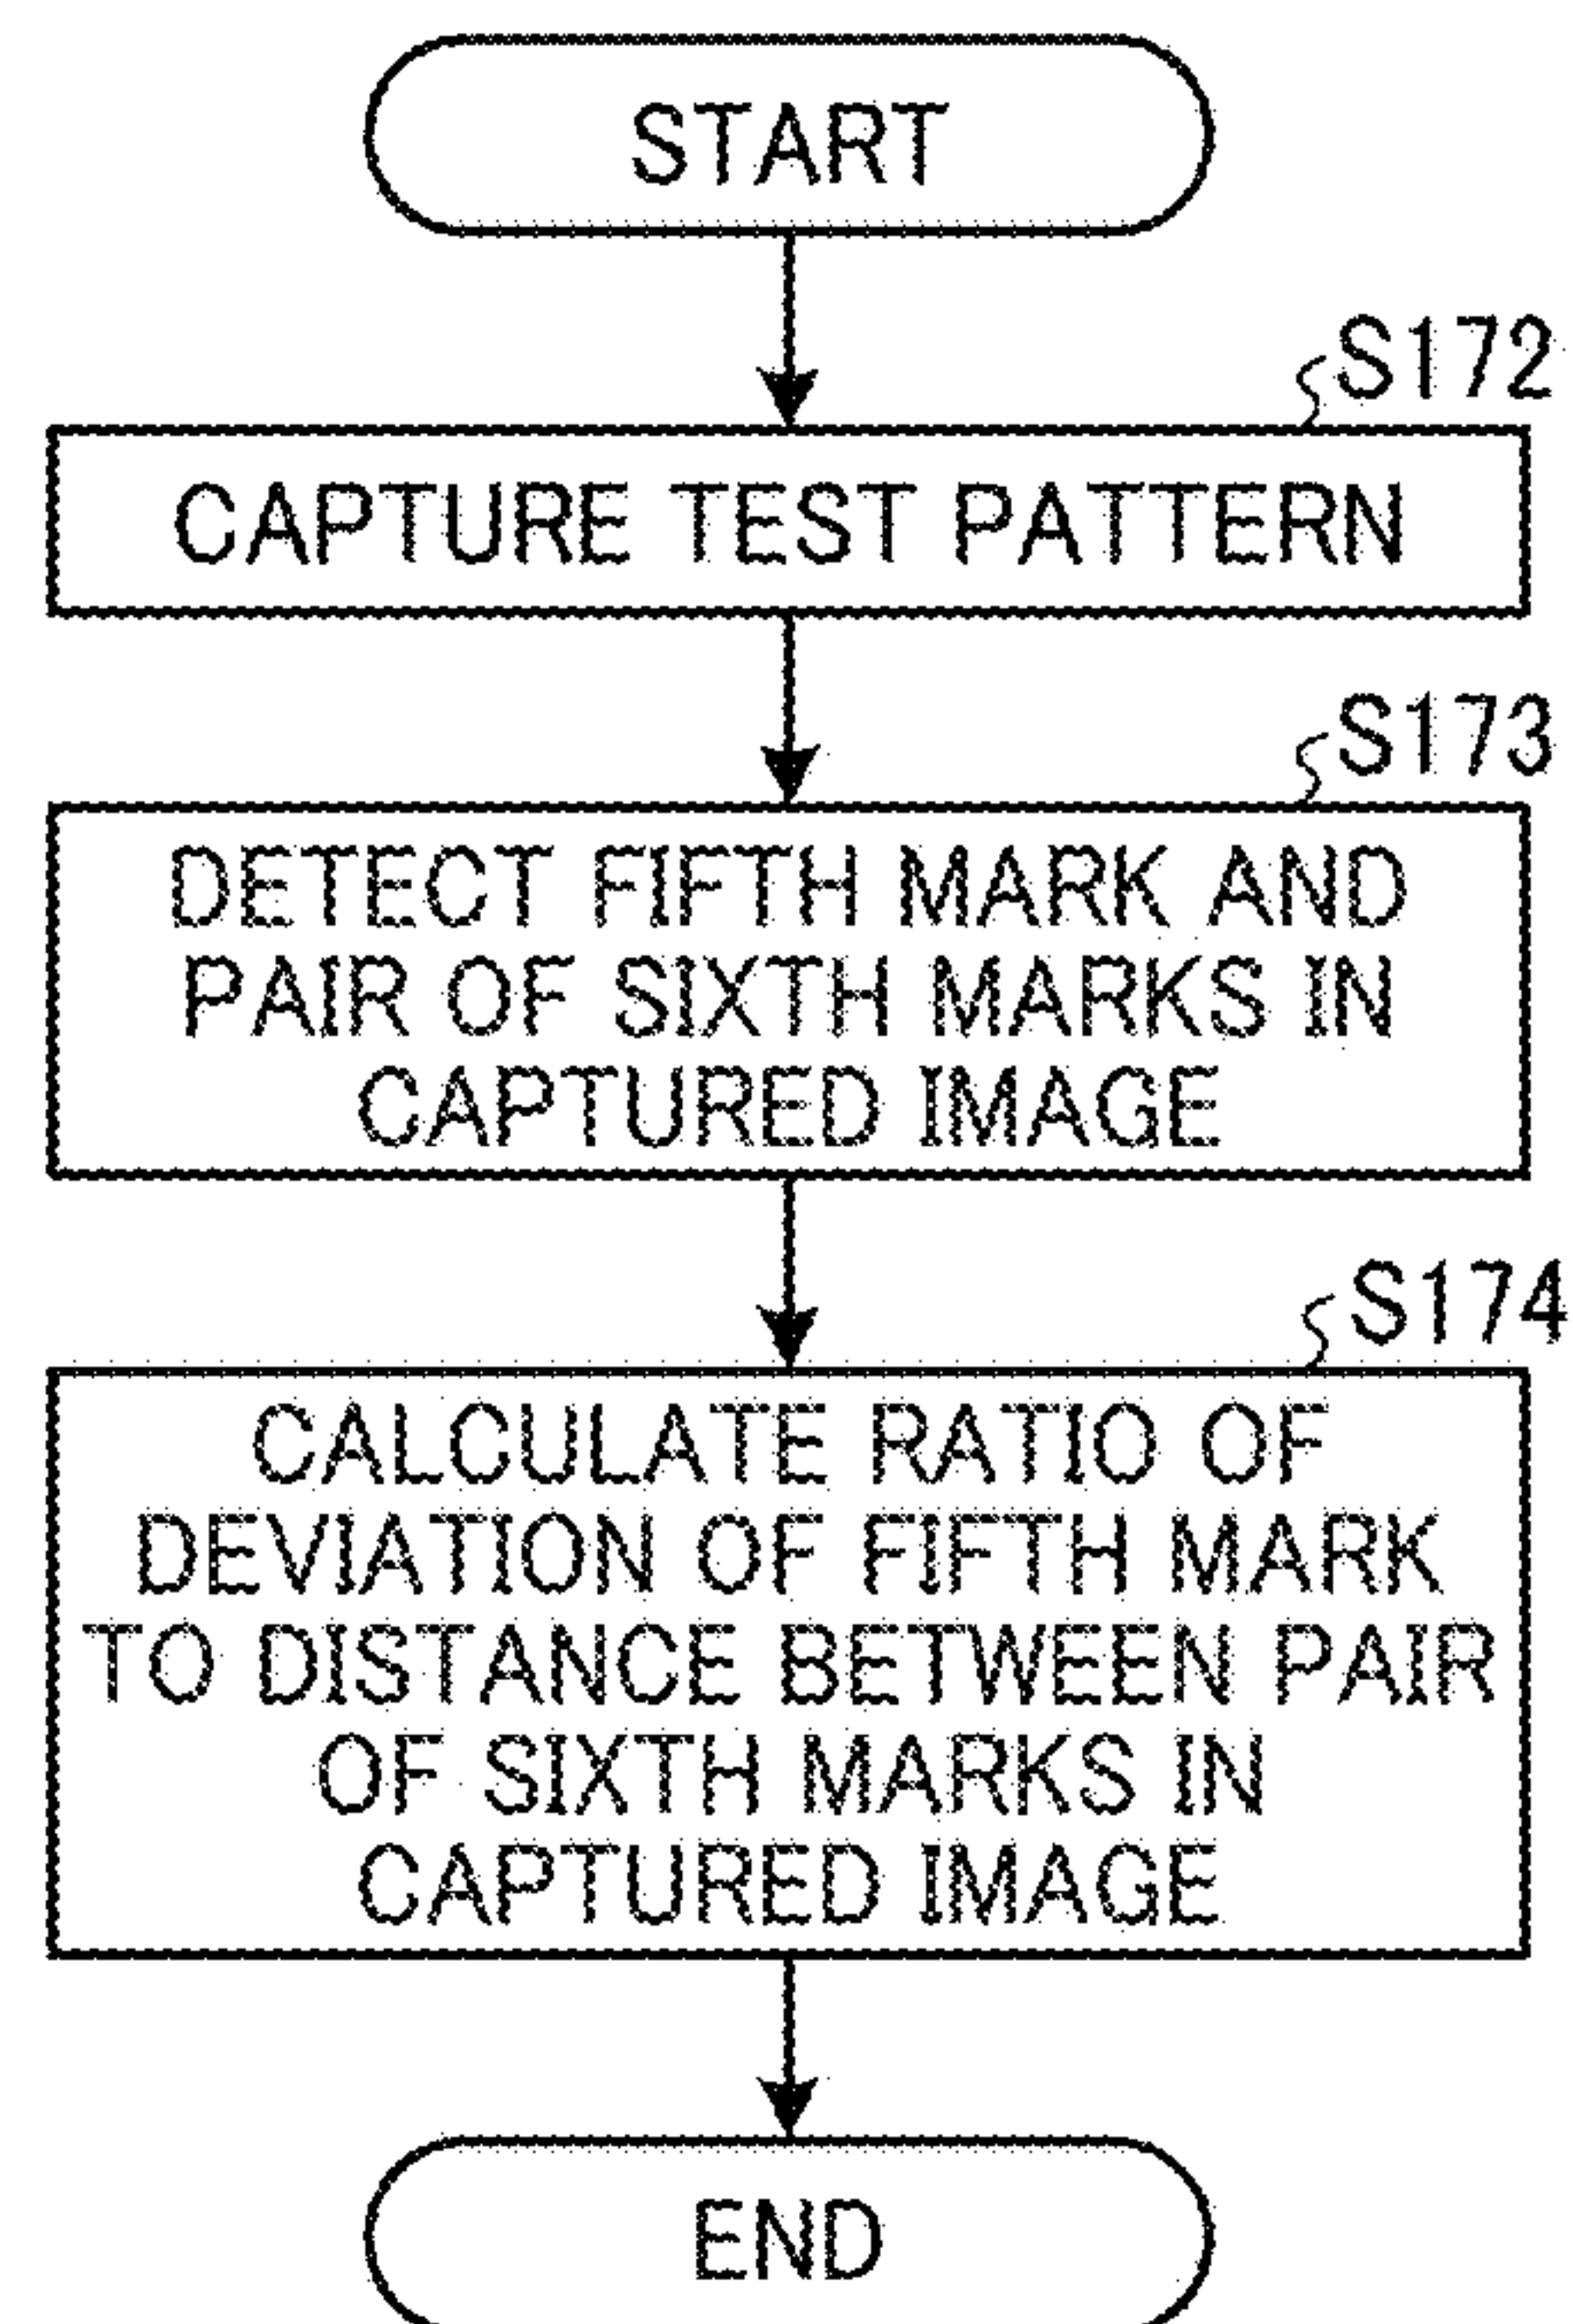 START
S172
CAPTURE TEST PATTERN
S173
DETECT FIFTH MARK AND
PAIR OF SIXTH MARKS IN
CAPTURED IMAGE
S174
CALCULATE RATIO OF
DEVIATION OF FIFTH MARK
TO DISTANCE BETWEEN PAIR
OF SIXTH MARKS IN
CAPTURED IMAGE
END